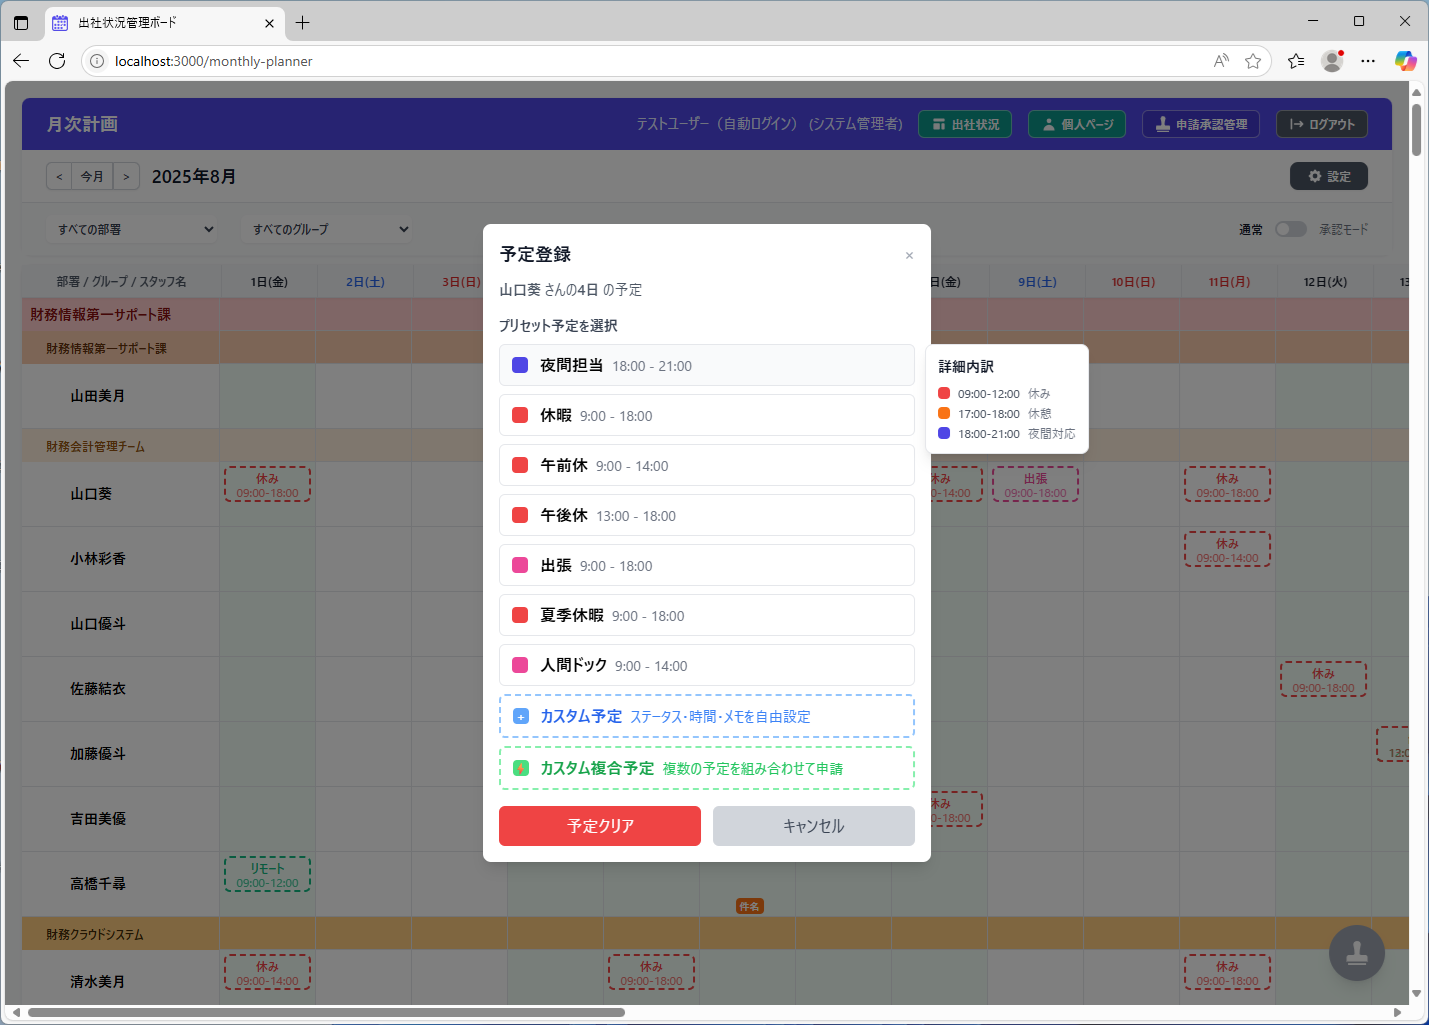 出社状況管理ボード
localhost:3000/monthly-planner
月次計画
テストユーザー（自動ログイン） (システム管理者)
出社状況
個人ページ
申請承認管理
ログアウト
< 今月 > 2025年8月
設定
すべての部署
すべてのグループ
通常 承認モード
部署 / グループ / スタッフ名 1日(金) 2日(土) 3日(日) 日(金) 9日(土) 10日(日) 11日(月) 12日(火) 13
財務情報第一サポート課
財務情報第一サポート課
山田美月
財務会計管理チーム
山口葵
休み
09:00-18:00
休み
0-14:00
出張
09:00-18:00
休み
09:00-18:00
小林彩香
休み
09:00-14:00
山口優斗
佐藤結衣
休み
09:00-18:00
加藤優斗
13:0
吉田美優
休み
0-18:00
高橋千尋
リモート
09:00-12:00
件名
財務クラウドシステム
清水美月
休み
09:00-14:00
休み
09:00-18:00
休み
09:00-18:00
予定登録
×
山口葵 さんの4日 の予定
プリセット予定を選択
夜間担当 18:00 - 21:00
休暇 9:00 - 18:00
午前休 9:00 - 14:00
午後休 13:00 - 18:00
出張 9:00 - 18:00
夏季休暇 9:00 - 18:00
人間ドック 9:00 - 14:00
+ カスタム予定 ステータス・時間・メモを自由設定
カスタム複合予定 複数の予定を組み合わせて申請
予定クリア
キャンセル
詳細内訳
09:00-12:00 休み
17:00-18:00 休憩
18:00-21:00 夜間対応